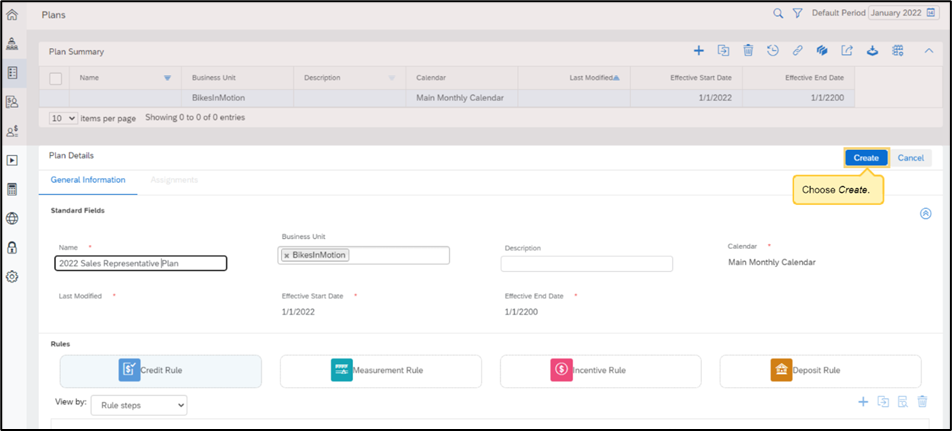 Plans
Default Period January 2022
Plan Summary
Name Business Unit Description Calendar Last Modified Effective Start Date Effective End Date
BikesInMotion Main Monthly Calendar 1/1/2022 1/1/2200
10 items per page Showing 0 to 0 of 0 entries
Plan Details
Create Cancel
General Information Assignments
Choose Create.
Standard Fields
Name * Business Unit Description Calendar *
2022 Sales Representative Plan × BikesInMotion Main Monthly Calendar
Last Modified * Effective Start Date * Effective End Date *
1/1/2022 1/1/2200
Rules
Credit Rule Measurement Rule Incentive Rule Deposit Rule
View by: Rule steps